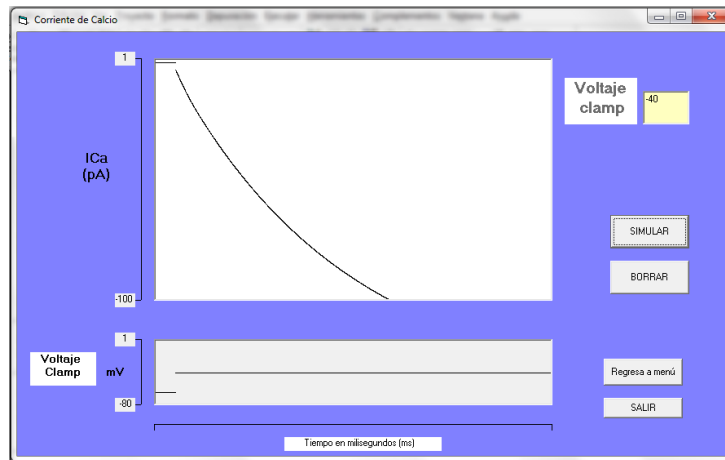 Corriente de Calcio
1
Voltaje
clamp
-40
ICa
(pA)
SIMULAR
BORRAR
-100
1
Voltaje
Clamp
mV
Regresa a menú
-80
SALIR
Tiempo en milisegundos (ms)